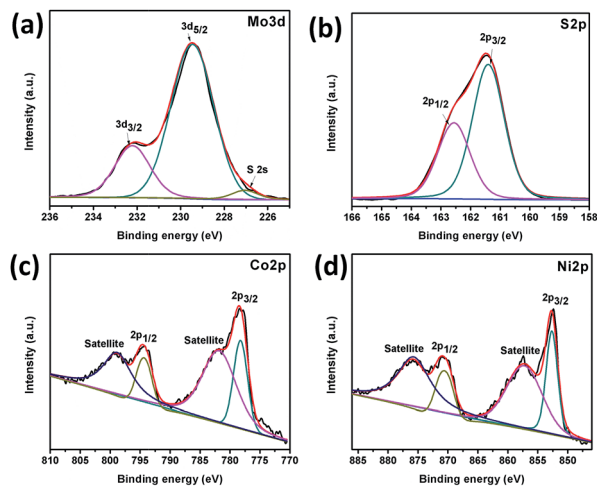 (a)
Mo3d
3d5/2
3d3/2
S 2s
Intensity (a.u.)
236 234 232 230 228 226
Binding energy (eV)
(b)
S2p
2p3/2
2p1/2
Intensity (a.u.)
166 165 164 163 162 161 160 159 158
Binding energy (eV)
(c)
Co2p
2p3/2
2p1/2
Satellite
Satellite
Intensity (a.u.)
810 805 800 795 790 785 780 775 770
Binding energy (eV)
(d)
Ni2p
2p3/2
2p1/2
Satellite
Satellite
Intensity (a.u.)
885 880 875 870 865 860 855 850
Binding energy (eV)